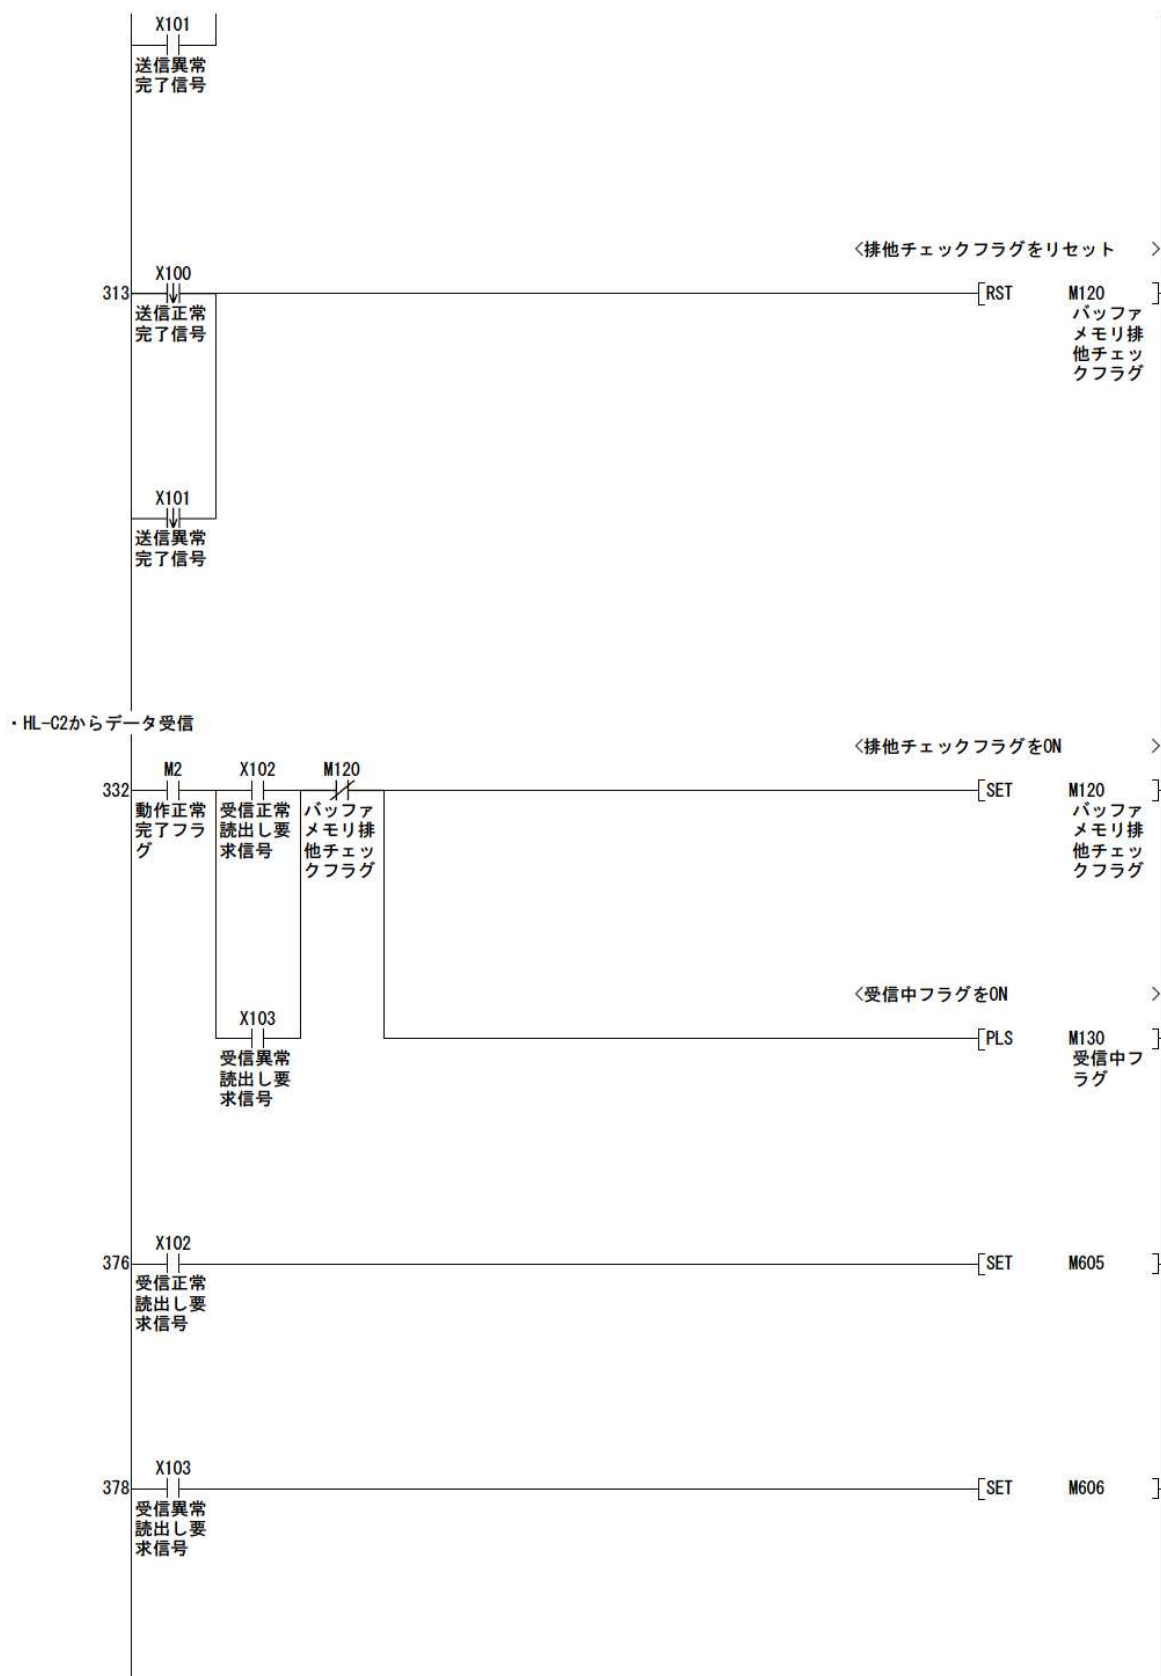 X101
送信異常
完了信号
<排他チェックフラグをリセット >
X100
313
[RST M120 ]
送信正常
完了信号
バッファ
メモリ排
他チェッ
クフラグ
X101
送信異常
完了信号
・HL-C2からデータ受信
<排他チェックフラグをON >
M2 X102 M120
332
[SET M120 ]
動作正常
完了フラ
グ
受信正常
読出し要
求信号
バッファ
メモリ排
他チェッ
クフラグ
バッファ
メモリ排
他チェッ
クフラグ
<受信中フラグをON >
X103
[PLS M130 ]
受信異常
読出し要
求信号
受信中フ
ラグ
X102
376
[SET M605 ]
受信正常
読出し要
求信号
X103
378
[SET M606 ]
受信異常
読出し要
求信号